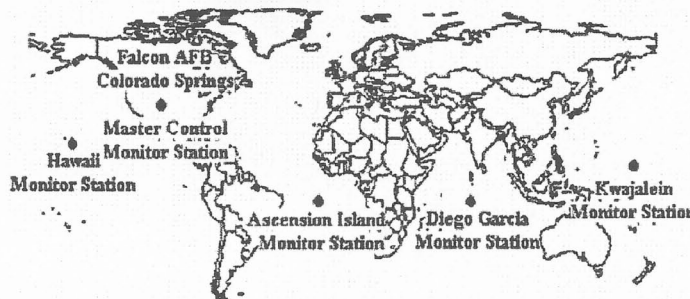 Falcon AFB
Colorado Springs
Master Control
Monitor Station
Hawaii
Monitor Station
Ascension Island
Monitor Station
Diego Garcia
Monitor Station
Kwajalein
Monitor Station